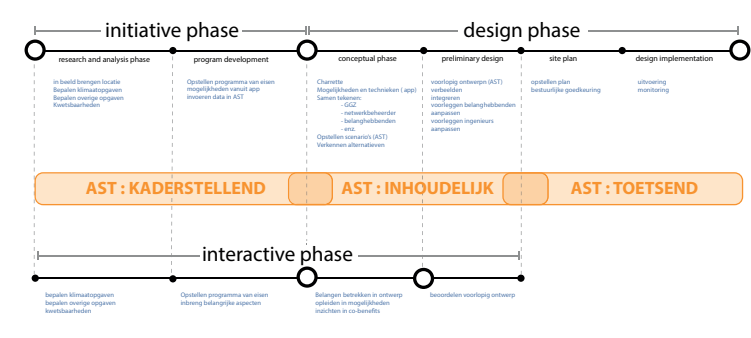 initiative phase
design phase
research and analysis phase
program development
conceptual phase
preliminary design
site plan
design implementation
in beeld brengen locatie
Bepalen klimaatopgaven
Bepalen overige opgaven
Kwetsbaarheden
Opstellen programma van eisen
mogelijkheden vanuit app
invoeren data in AST
Charrette
Mogelijkheden en technieken ( app)
Samen tekenen:
- GGZ
- netwerkbeheerder
- belanghebbenden
- enz.
Opstellen scenario's (AST)
Verkennen alternatieven
voorlopig ontwerpn (AST)
verbeelden
integreren
voorleggen belanghebbenden
aanpassen
voorleggen ingenieurs
aanpassen
opstellen plan
bestuurlijke goedkeuring
uitvoering
monitoring
AST : KADERSTELLEND
AST : INHOUDELIJK
AST : TOETSEND
interactive phase
bepalen klimaatopgaven
bepalen overige opgaven
kwetsbaarheden
Opstellen programma van eisen
inbreng belangrijke aspecten
Belangen betrekken in ontwerp
opleiden in mogelijkheden
inzichten in co-benefits
beoordelen voorlopig ontwerp